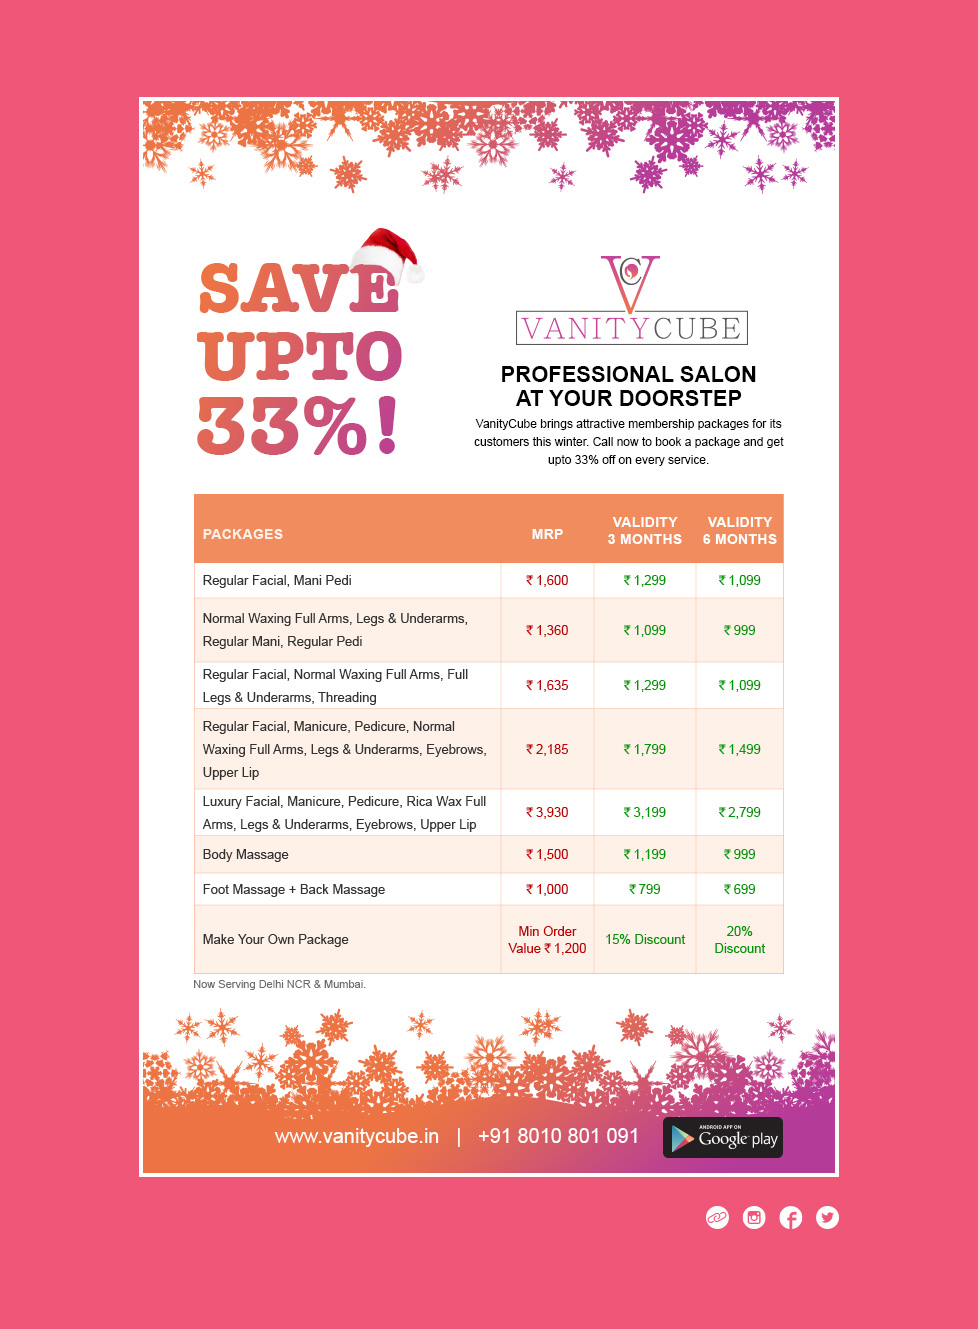 SAVE
UPTO
33%!
VC
VANITYCUBE
PROFESSIONAL SALON
AT YOUR DOORSTEP
VanityCube brings attractive membership packages for its
customers this winter. Call now to book a package and get
upto 33% off on every service.
PACKAGES MRP VALIDITY 3 MONTHS VALIDITY 6 MONTHS
Regular Facial, Mani Pedi ₹ 1,600 ₹ 1,299 ₹ 1,099
Normal Waxing Full Arms, Legs & Underarms,
Regular Mani, Regular Pedi ₹ 1,360 ₹ 1,099 ₹ 999
Regular Facial, Normal Waxing Full Arms, Full
Legs & Underarms, Threading ₹ 1,635 ₹ 1,299 ₹ 1,099
Regular Facial, Manicure, Pedicure, Normal
Waxing Full Arms, Legs & Underarms, Eyebrows, ₹ 2,185 ₹ 1,799 ₹ 1,499
Upper Lip
Luxury Facial, Manicure, Pedicure, Rica Wax Full
Arms, Legs & Underarms, Eyebrows, Upper Lip ₹ 3,930 ₹ 3,199 ₹ 2,799
Body Massage ₹ 1,500 ₹ 1,199 ₹ 999
Foot Massage + Back Massage ₹ 1,000 ₹ 799 ₹ 699
Make Your Own Package Min Order Value ₹ 1,200 15% Discount 20% Discount
Now Serving Delhi NCR & Mumbai.
www.vanitycube.in | +91 8010 801 091
ANDROID APP ON
Google play